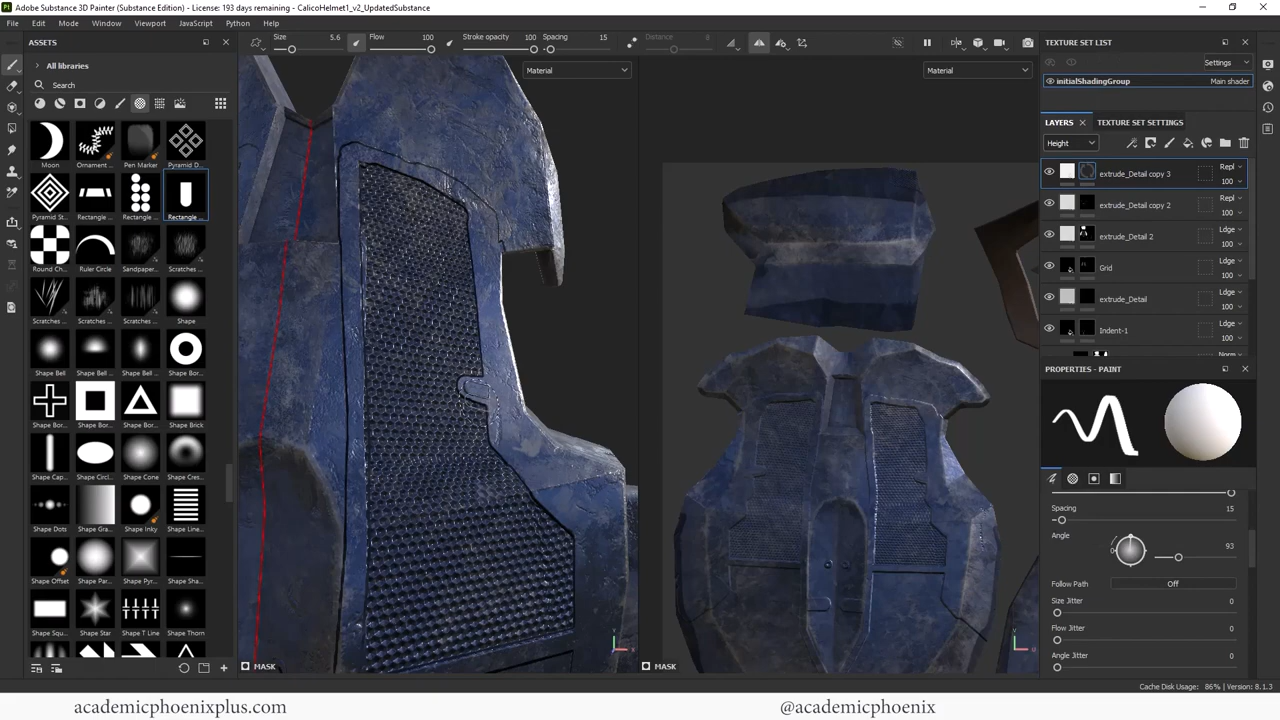 Adobe Substance 3D Painter (Substance Edition) - License: 193 days remaining - CalicoHelmet1_v2_UpdatedSubstance
File Edit Mode Window Viewport JavaScript Python Help
ASSETS
All libraries
Search
Moon Ornament ... Pen Marker Pyramid D...
Pyramid St... Rectangle ... Rectangle ... Rectangle ...
Round Ch... Ruler Circle Sandpaper... Scratches ...
Scratches ... Scratches ... Scratches ... Shape
Shape Bell Shape Bell ... Shape Bell ... Shape Bor...
Shape Bor... Shape Bor... Shape Bor... Shape Brick
Shape Cap... Shape Circl... Shape Cone Shape Cres...
Shape Dots Shape Gra... Shape Inky Shape Line...
Shape Offset Shape Par... Shape Pyr... Shape Sha...
Shape Squ... Shape Star Shape T Line Shape Thorn
Size 5.6 Flow 100 Stroke opacity 100 Spacing 15 Distance
Material
MASK
Material
MASK
TEXTURE SET LIST
Settings
initialShadingGroup Main shader
LAYERS TEXTURE SET SETTINGS
Height
extrude_Detail copy 3 Repl 100
extrude_Detail copy 2 Repl 100
extrude_Detail 2 Ldge 100
Grid Ldge 100
extrude_Detail Ldge 100
Indent-1 Ldge 100
PROPERTIES - PAINT
Spacing 15
Angle 93
Follow Path Off
Size Jitter 0
Flow Jitter 0
Angle Jitter 0
Cache Disk Usage: 86% | Version: 8.1.3
academicphoenixplus.com
@academicphoenix